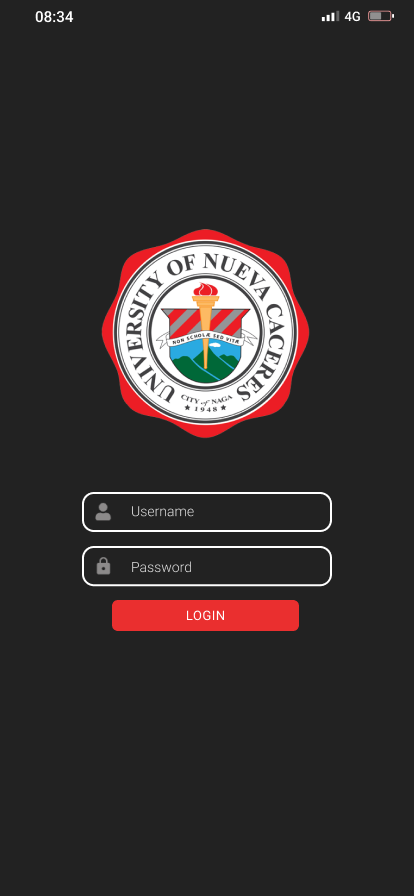 08:34
4G
UNIVERSITY OF NUEVA CACERES
NON SCHOLÆ SED VITÆ
CITY of NAGA
★ 1948 ★
Username
Password
LOGIN